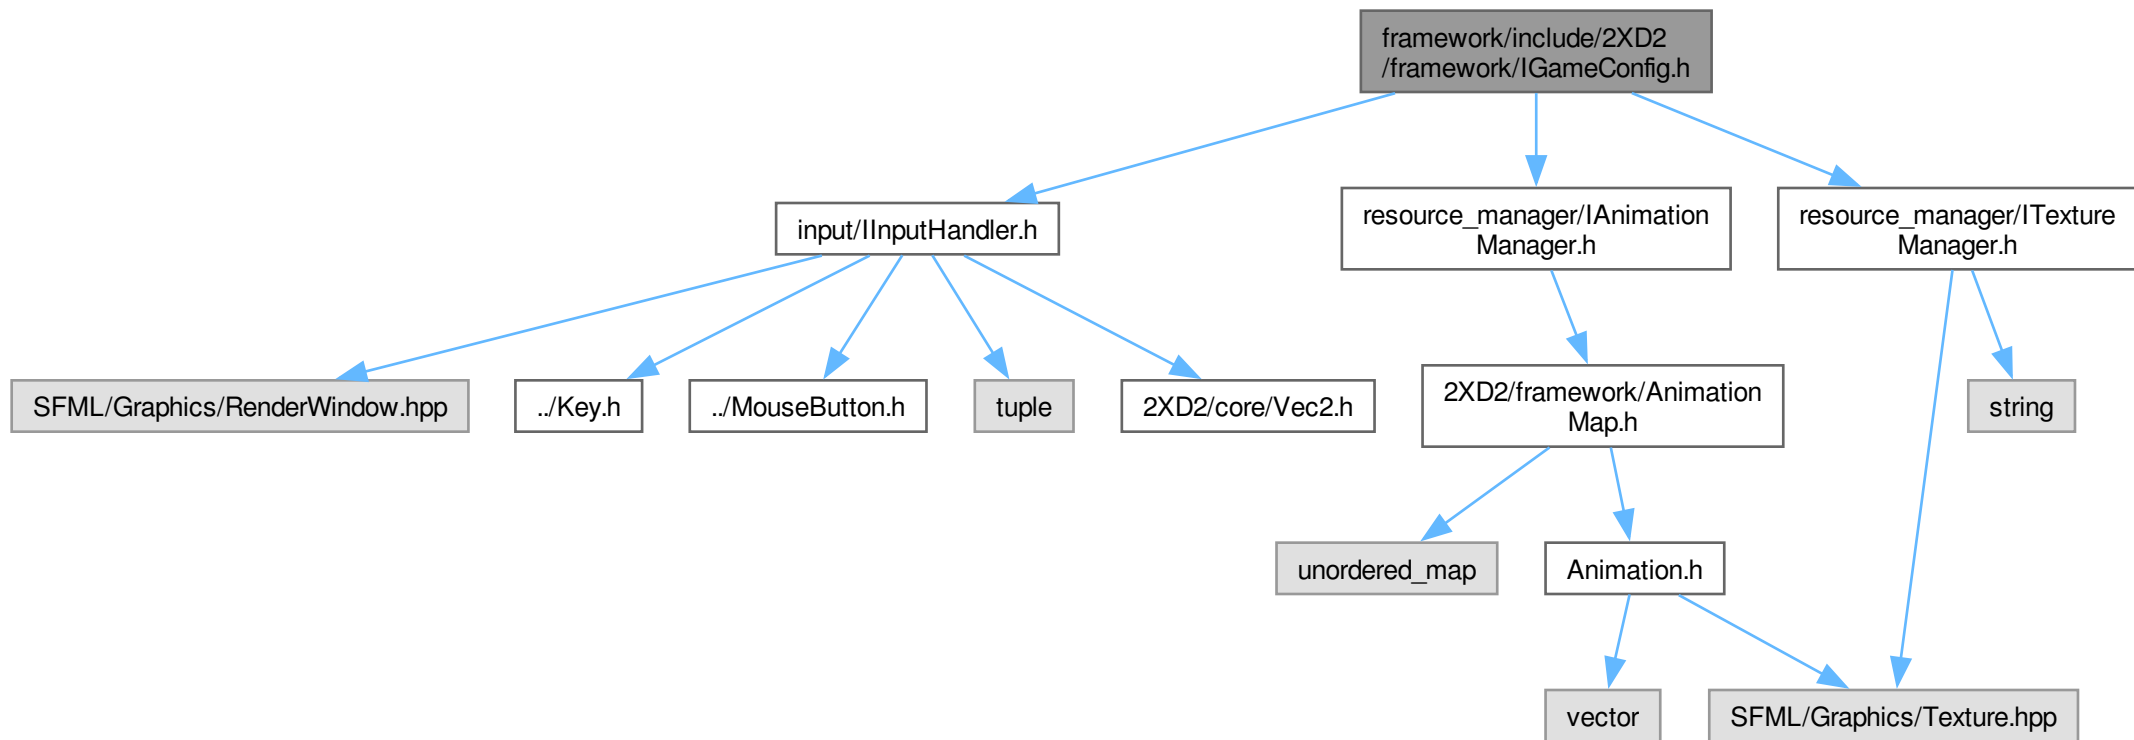 framework/include/2XD2
/framework/IGameConfig.h
input/IInputHandler.h
resource_manager/IAnimation
Manager.h
resource_manager/ITexture
Manager.h
SFML/Graphics/RenderWindow.hpp
../Key.h
../MouseButton.h
tuple
2XD2/core/Vec2.h
2XD2/framework/Animation
Map.h
string
unordered_map
Animation.h
vector
SFML/Graphics/Texture.hpp